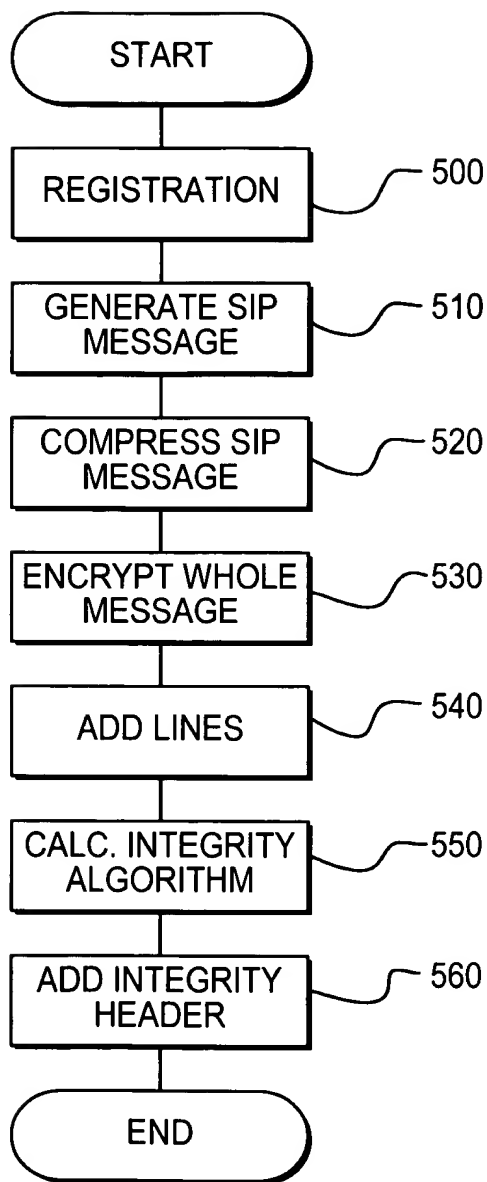 START
REGISTRATION
500
GENERATE SIP
MESSAGE
510
COMPRESS SIP
MESSAGE
520
ENCRYPT WHOLE
MESSAGE
530
ADD LINES
540
CALC. INTEGRITY
ALGORITHM
550
ADD INTEGRITY
HEADER
560
END